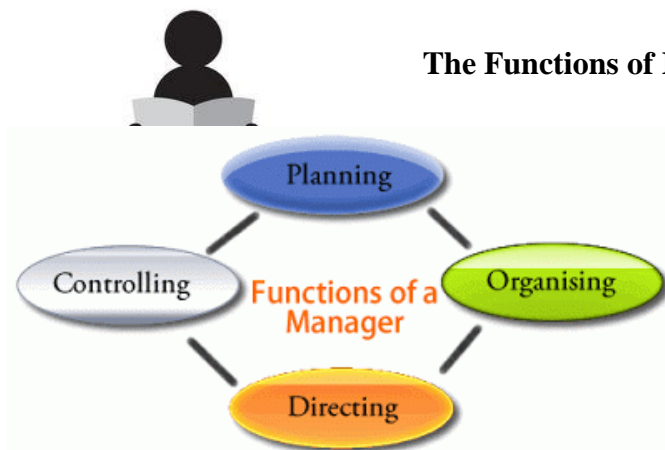 The Functions of
Planning
Controlling
Organising
Functions of a
Manager
Directing